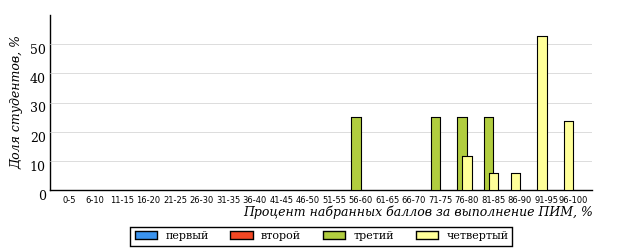 Доля студентов, %
50
40
30
20
10
0
0-5 6-10 11-15 16-20 21-25 26-30 31-35 36-40 41-45 46-50 51-55 56-60 61-65 66-70 71-75 76-80 81-85 86-90 91-95 96-100
Процент набранных баллов за выполнение ПИМ, %
первый второй третий четвертый